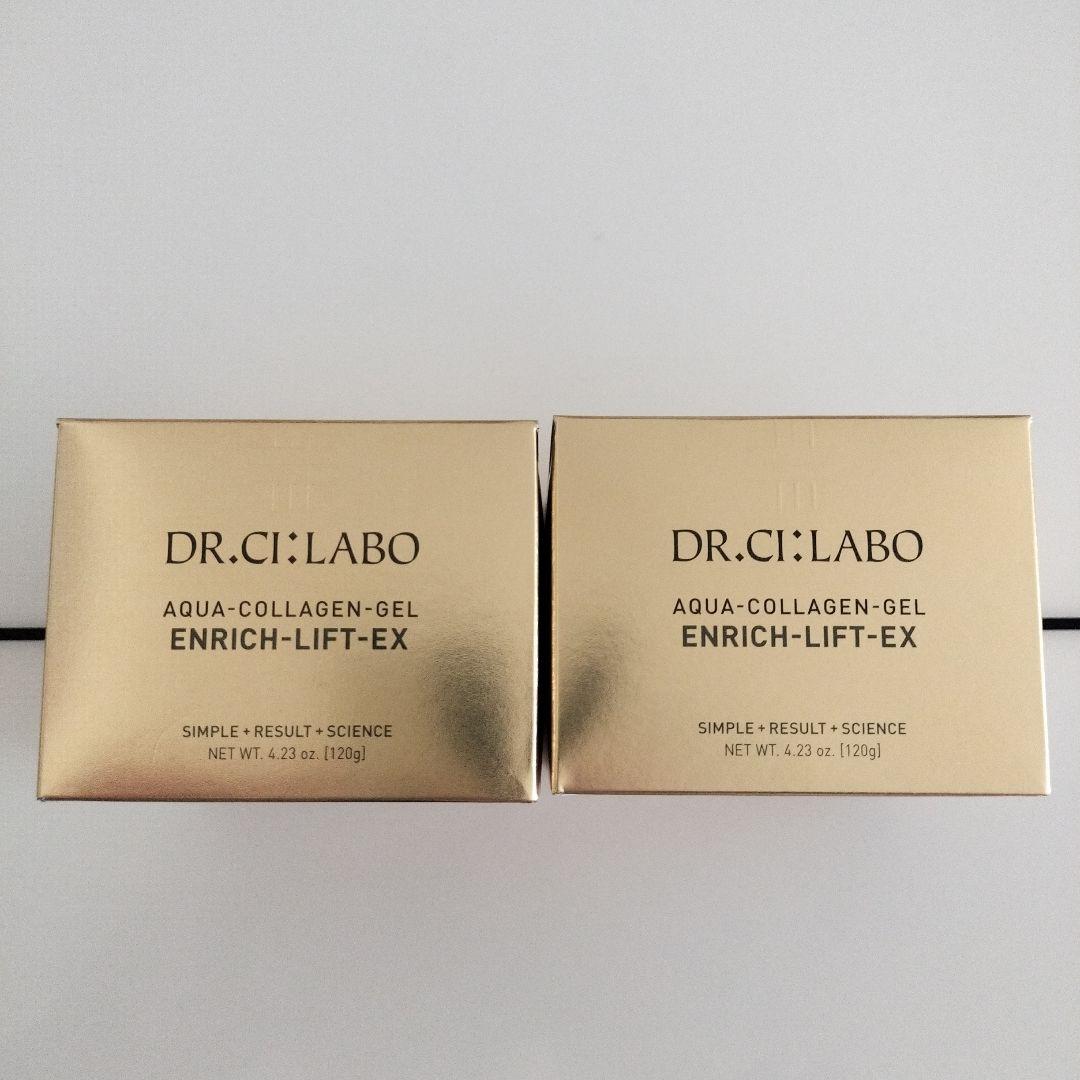 DR.CI:LABO
AQUA-COLLAGEN-GEL
ENRICH-LIFT-EX
SIMPLE+RESULT+SCIENCE
NET WT. 4.23 oz. [120g]
DR.CI:LABO
AQUA-COLLAGEN-GEL
ENRICH-LIFT-EX
SIMPLE+RESULT+SCIENCE
NET WT. 4.23 oz. [120g]